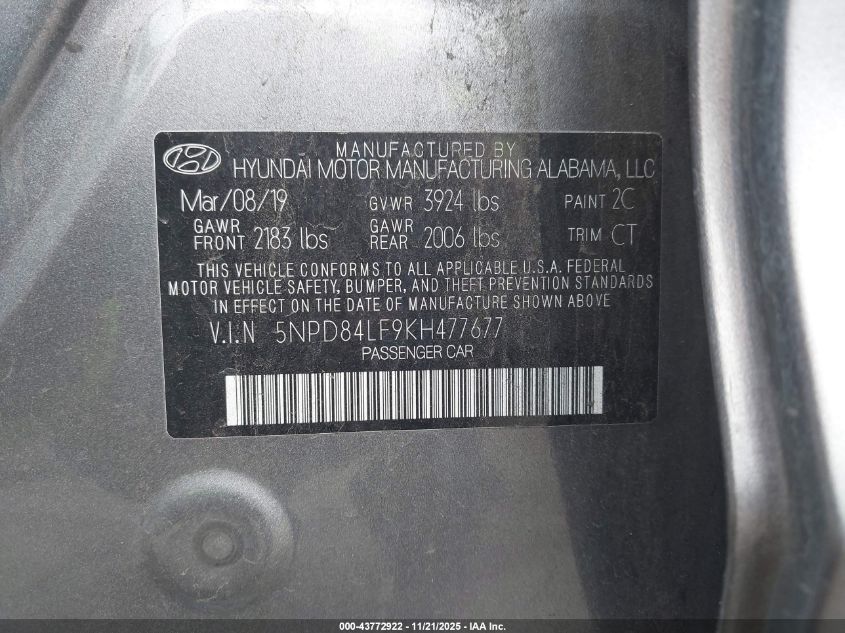 MANUFACTURED BY
HYUNDAI MOTOR MANUFACTURING ALABAMA, LLC
Mar/08/19 GVWR 3924 lbs PAINT 2C
GAWR FRONT 2183 lbs GAWR REAR 2006 lbs TRIM CT
THIS VEHICLE CONFORMS TO ALL APPLICABLE U.S.A. FEDERAL
MOTOR VEHICLE SAFETY, BUMPER, AND THEFT PREVENTION STANDARDS
IN EFFECT ON THE DATE OF MANUFACTURE SHOWN ABOVE
V.I.N 5NPD84LF9KH477677
PASSENGER CAR
000-43772922 - 11/21/2025 - IAA Inc.